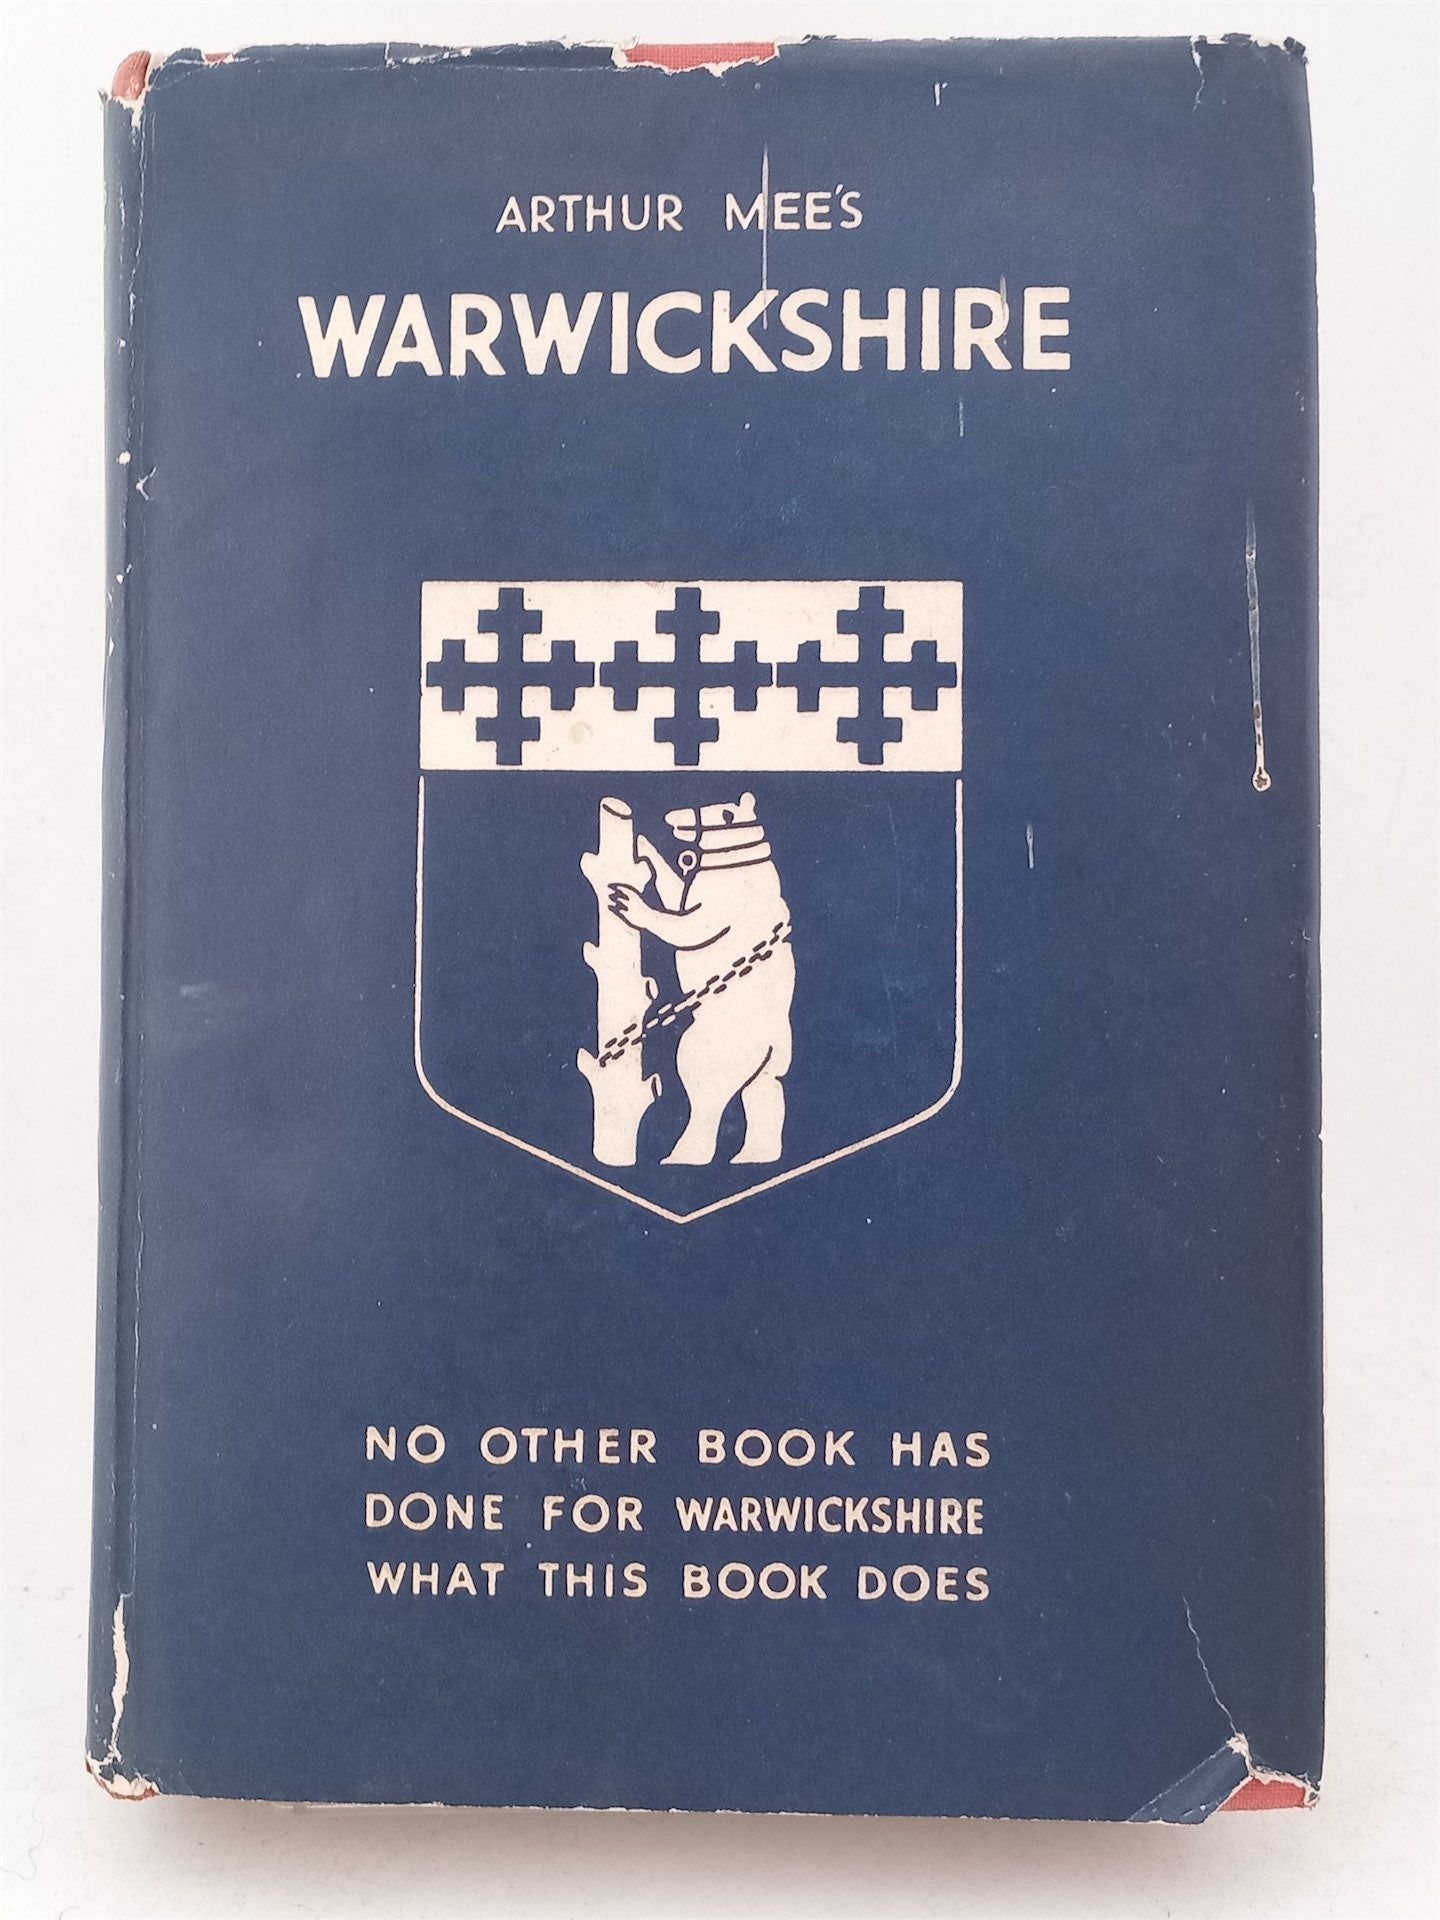 ARTHUR MEE'S
WARWICKSHIRE
NO OTHER BOOK HAS
DONE FOR WARWICKSHIRE
WHAT THIS BOOK DOES